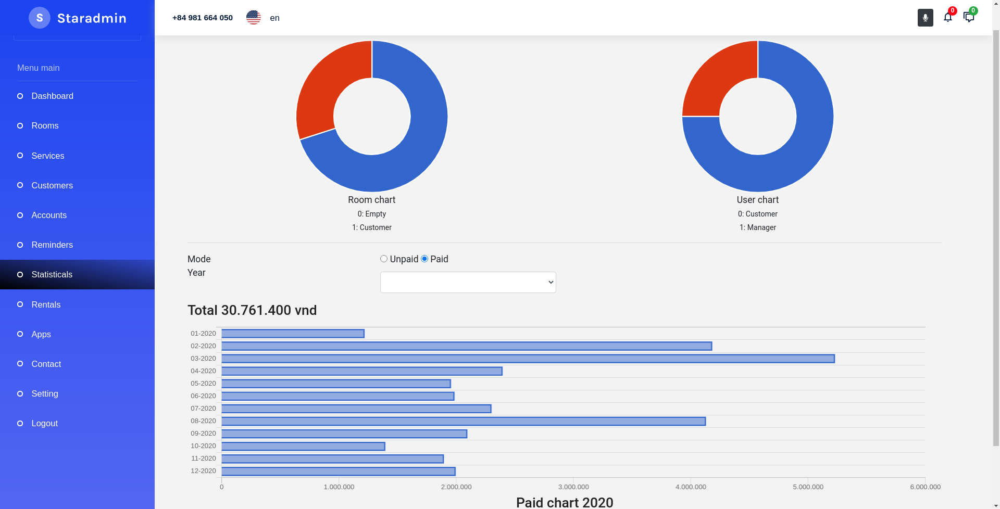 S Staradmin
+84 981 664 050 en
0 0
Menu main
Dashboard
Rooms
Services
Customers
Accounts
Reminders
Statisticals
Rentals
Apps
Contact
Setting
Logout
Room chart
0: Empty
1: Customer
User chart
0: Customer
1: Manager
Mode Unpaid Paid
Year
Total 30.761.400 vnd
01-2020
02-2020
03-2020
04-2020
05-2020
06-2020
07-2020
08-2020
09-2020
10-2020
11-2020
12-2020
0 1.000.000 2.000.000 3.000.000 4.000.000 5.000.000 6.000.000
Paid chart 2020